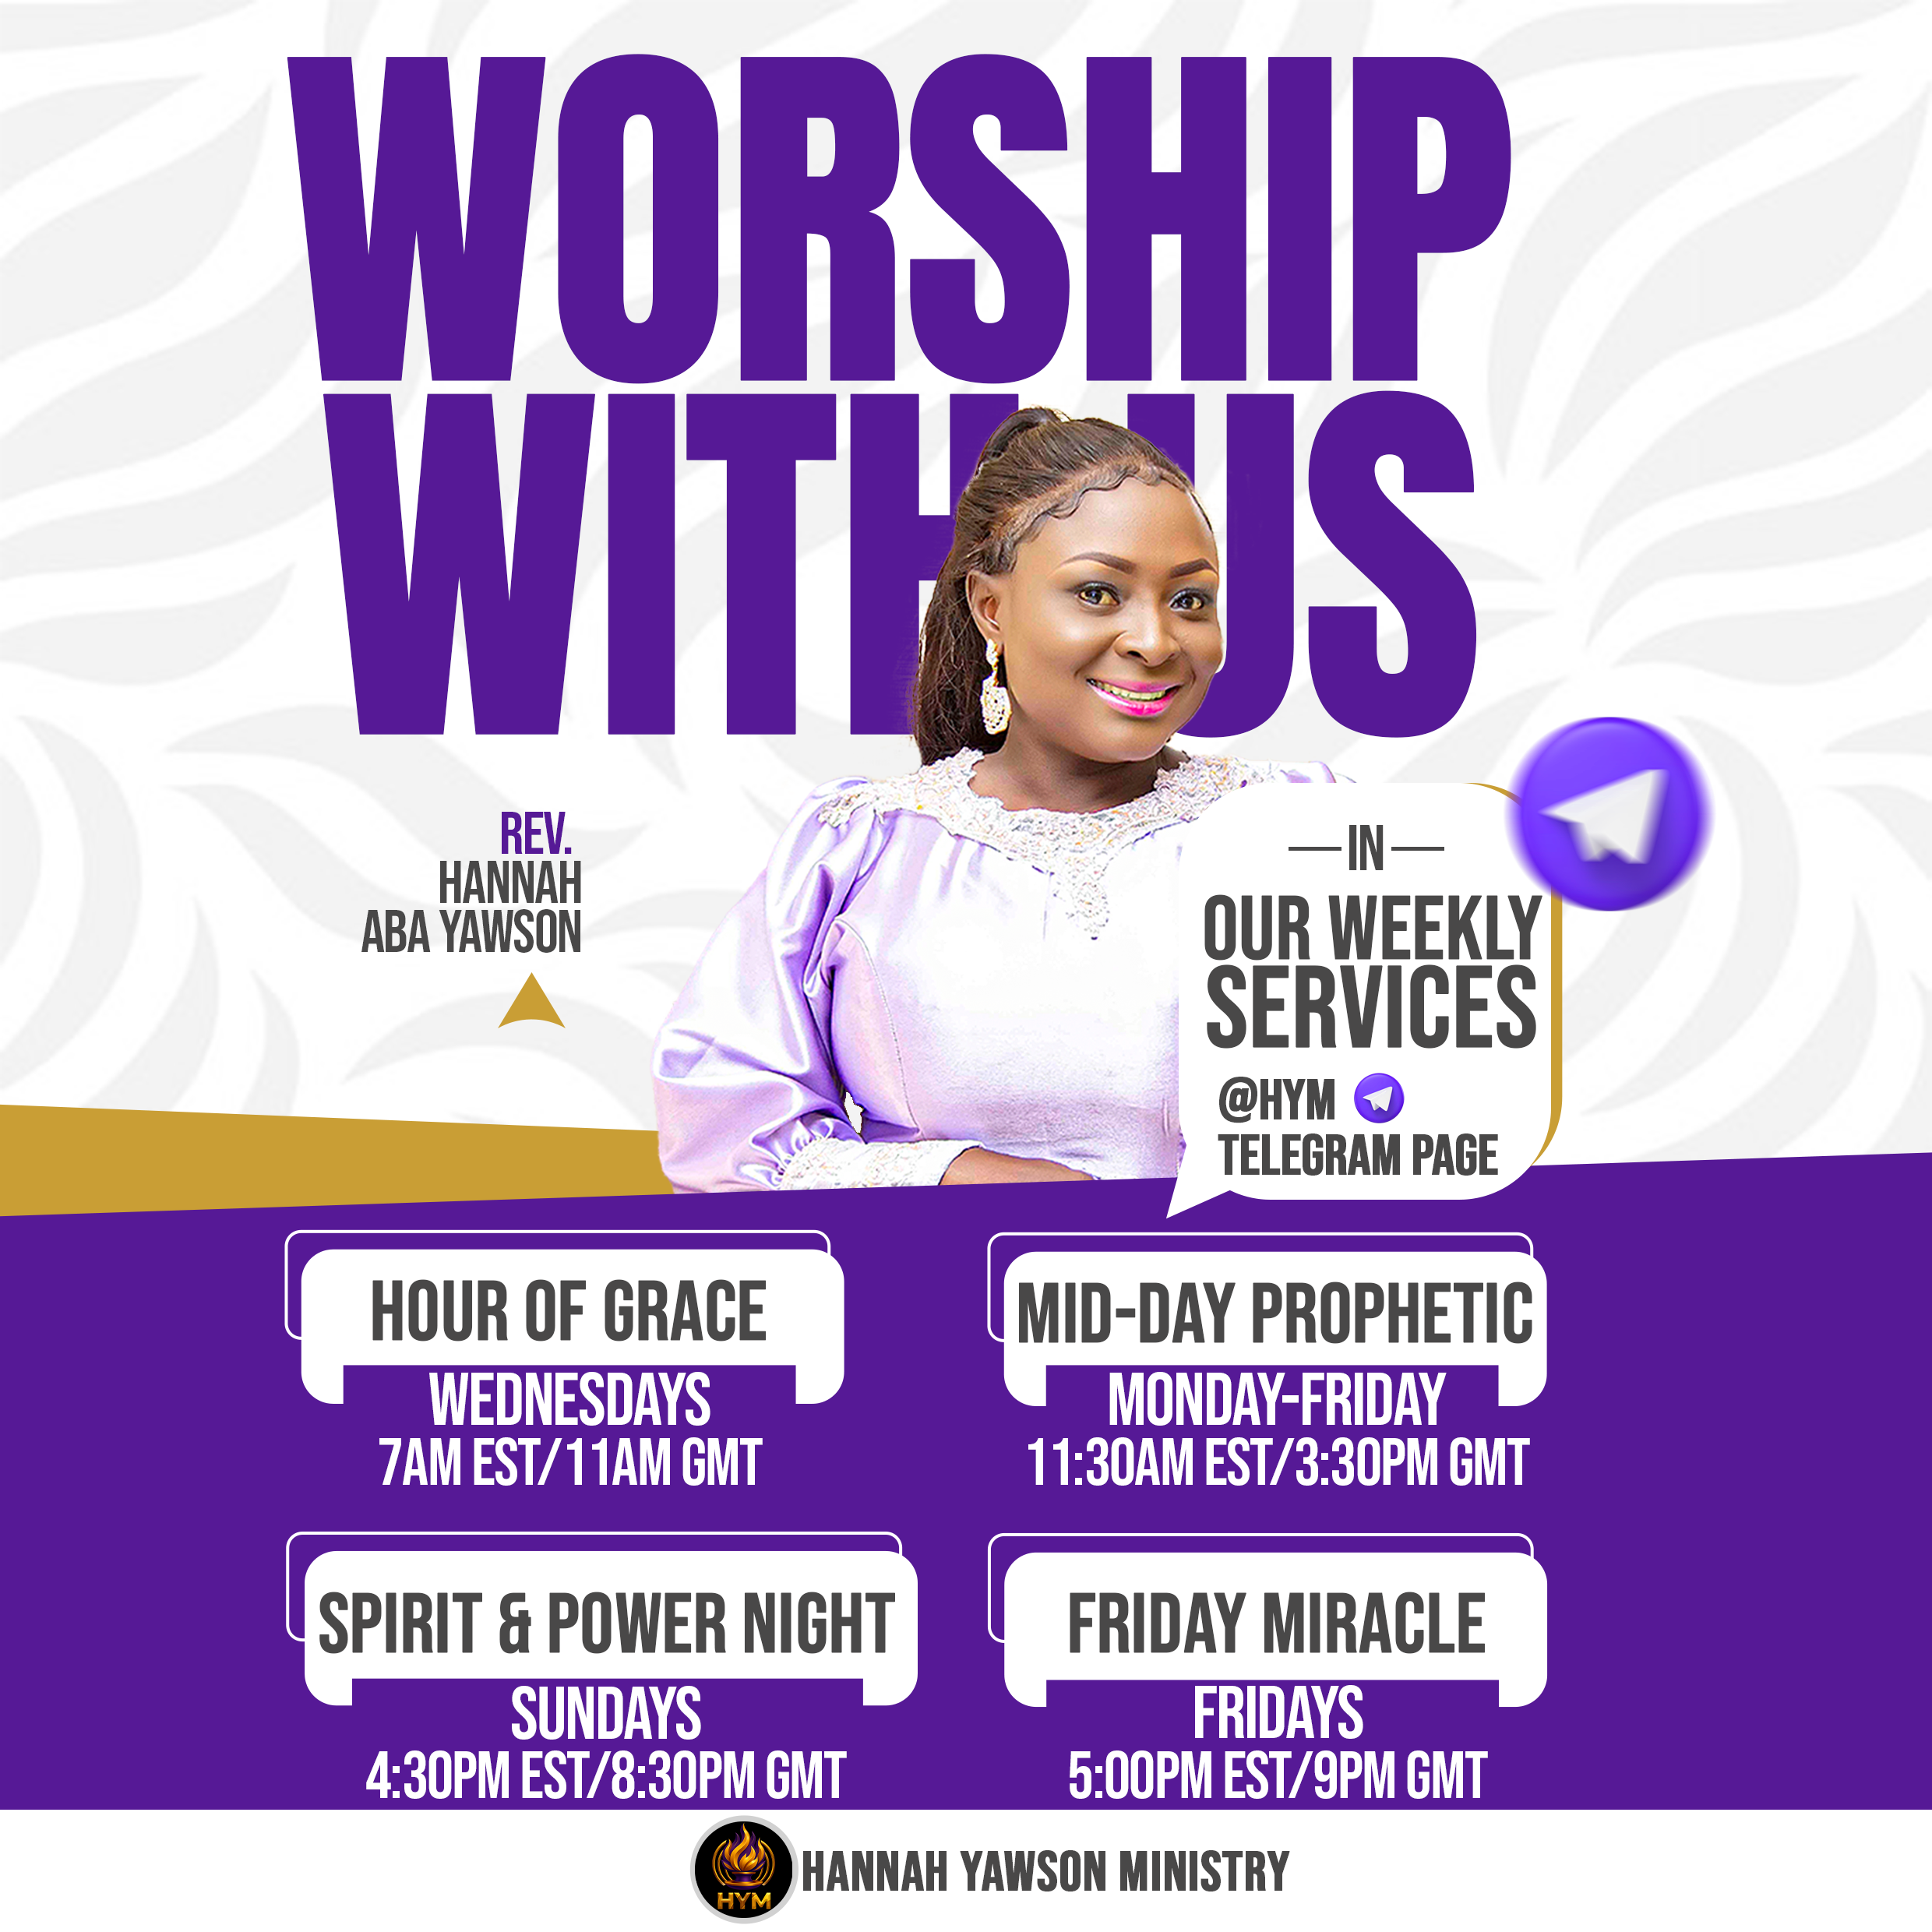 WORSHIP
WITH US
REV.
HANNAH
ABA YAWSON
IN
OUR WEEKLY
SERVICES
@HYM
TELEGRAM PAGE
HOUR OF GRACE
WEDNESDAYS
7AM EST/11AM GMT
MID-DAY PROPHETIC
MONDAY-FRIDAY
11:30AM EST/3:30PM GMT
SPIRIT & POWER NIGHT
SUNDAYS
4:30PM EST/8:30PM GMT
FRIDAY MIRACLE
FRIDAYS
5:00PM EST/9PM GMT
HYM
HANNAH YAWSON MINISTRY